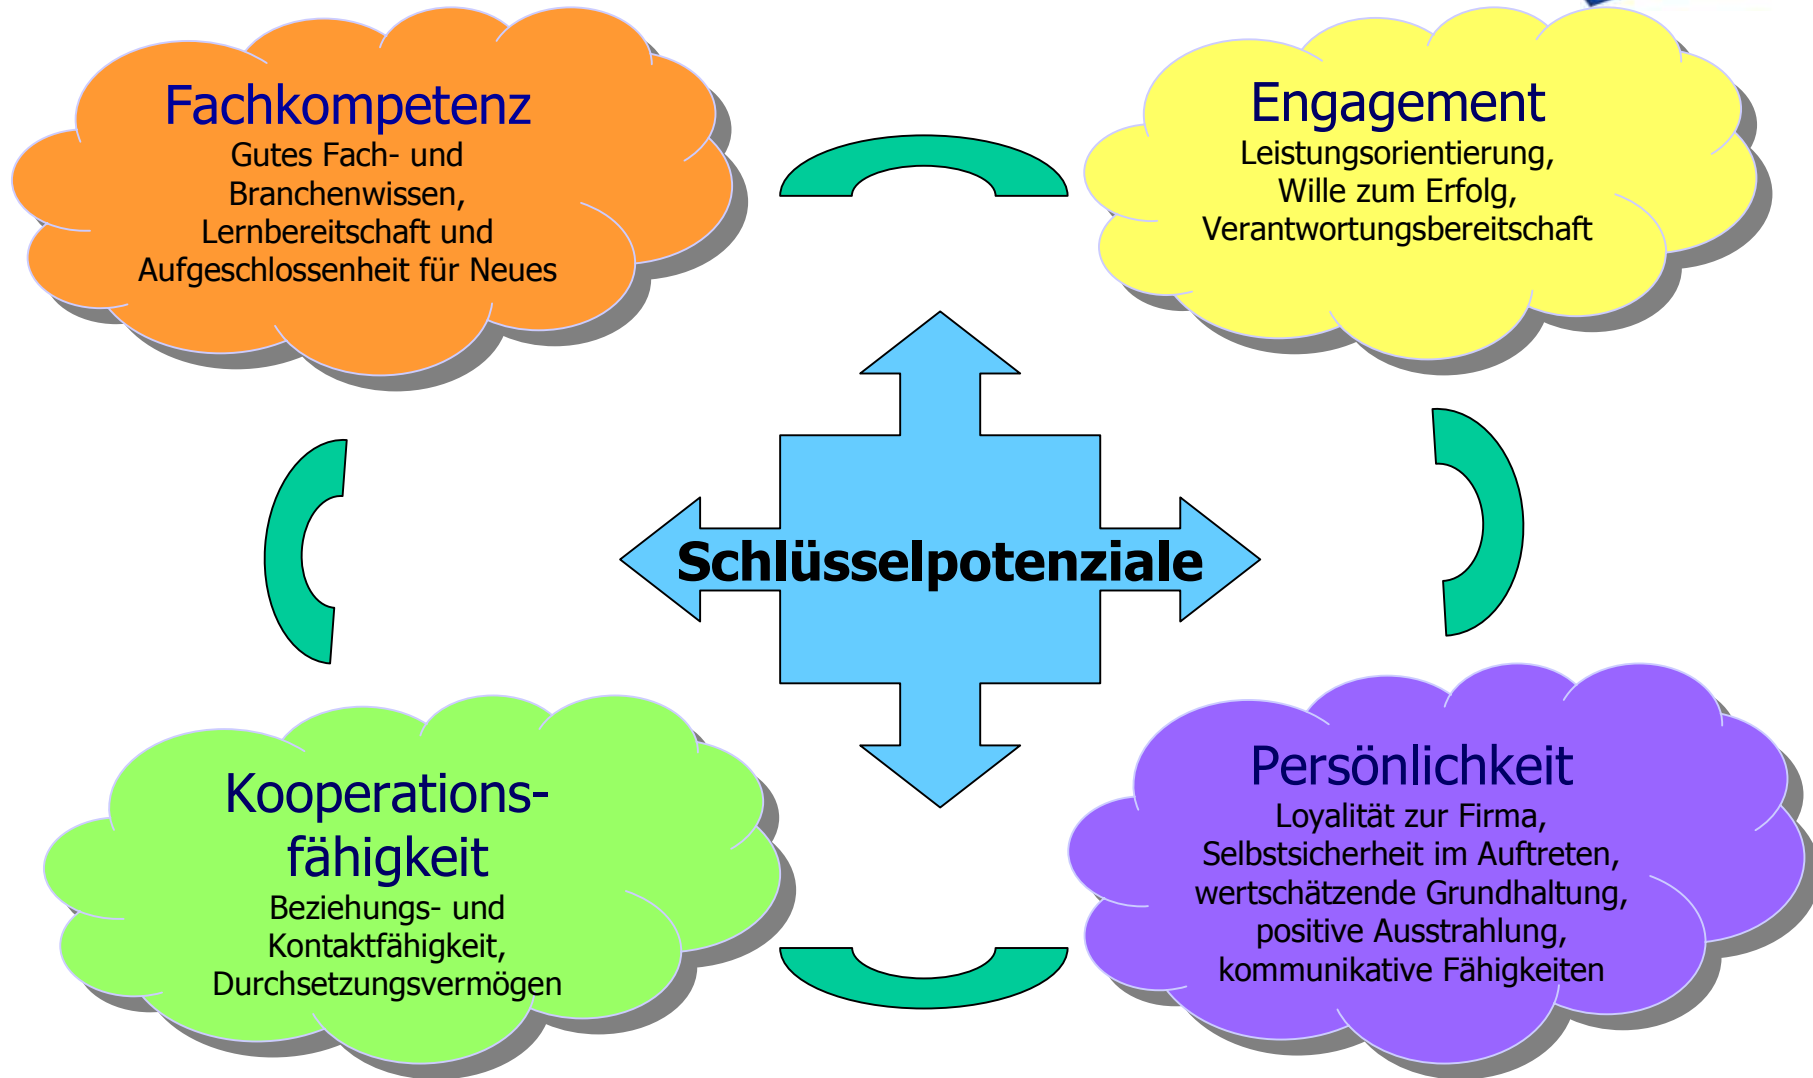 Fachkompetenz
Gutes Fach- und
Branchenwissen,
Lernbereitschaft und
Aufgeschlossenheit für Neues
Engagement
Leistungsorientierung,
Wille zum Erfolg,
Verantwortungsbereitschaft
Schlüsselpotenziale
Kooperations-
fähigkeit
Beziehungs- und
Kontaktfähigkeit,
Durchsetzungsvermögen
Persönlichkeit
Loyalität zur Firma,
Selbstsicherheit im Auftreten,
wertschätzende Grundhaltung,
positive Ausstrahlung,
kommunikative Fähigkeiten